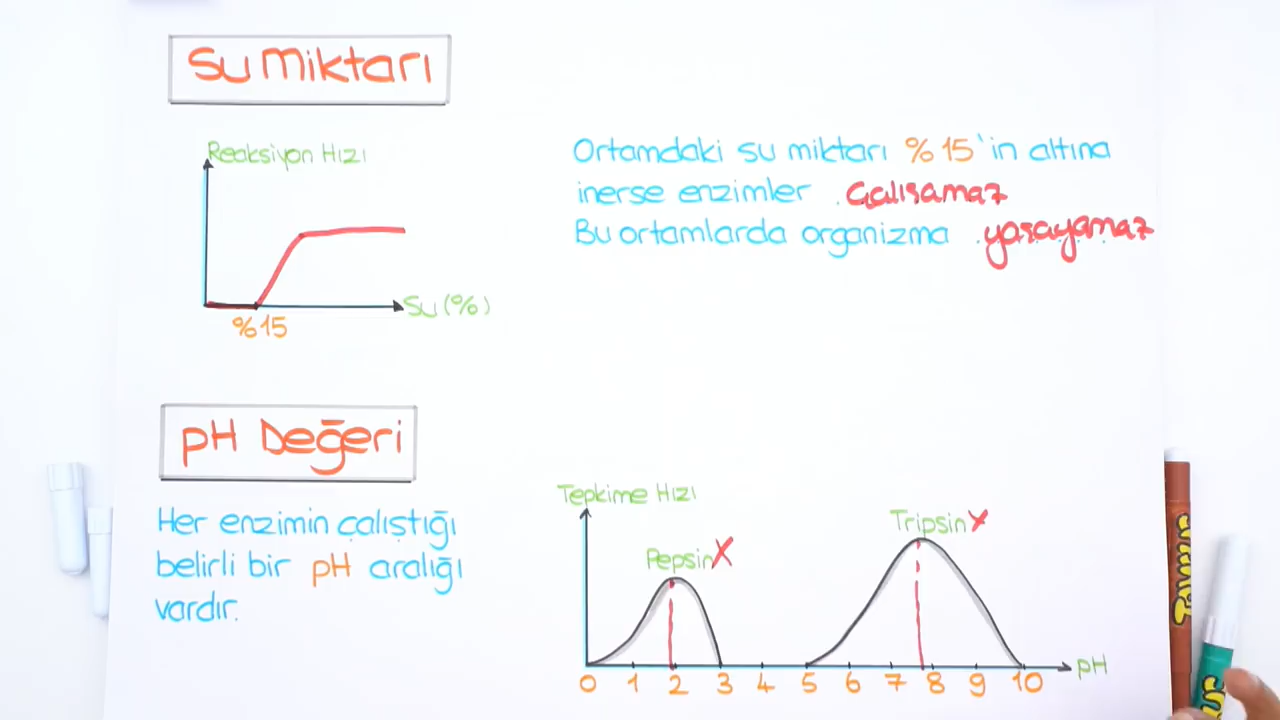 Su Miktarı
Reaksiyon Hızı
Su (%)
%15
Ortamdaki su miktarı %15'in altına
inerse enzimler çalışamaz
Bu ortamlarda organizma yaşayamaz
pH Değeri
Her enzimin çalıştığı
belirli bir pH aralığı
vardır.
Tepkime Hızı
Pepsin X
Tripsin X
pH
0 1 2 3 4 5 6 7 8 9 10